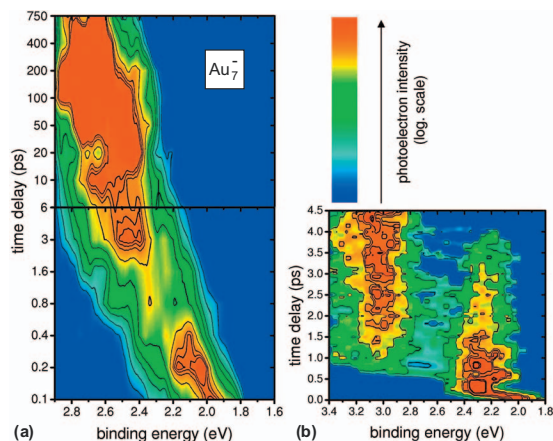 750
400
200
100
50
20
10
6
3
1.6
0.8
0.4
0.2
0.1
time delay (ps)
Au7-
2.9 2.8 2.6 2.4 2.2 2.0 1.8 1.6
(a) binding energy (eV)
photoelectron intensity
(log. scale)
4.5
4.0
3.5
3.0
2.5
2.0
1.5
1.0
0.5
0.0
time delay (ps)
3.4 3.2 3.0 2.8 2.6 2.4 2.2 2.0 1.8
(b) binding energy (eV)